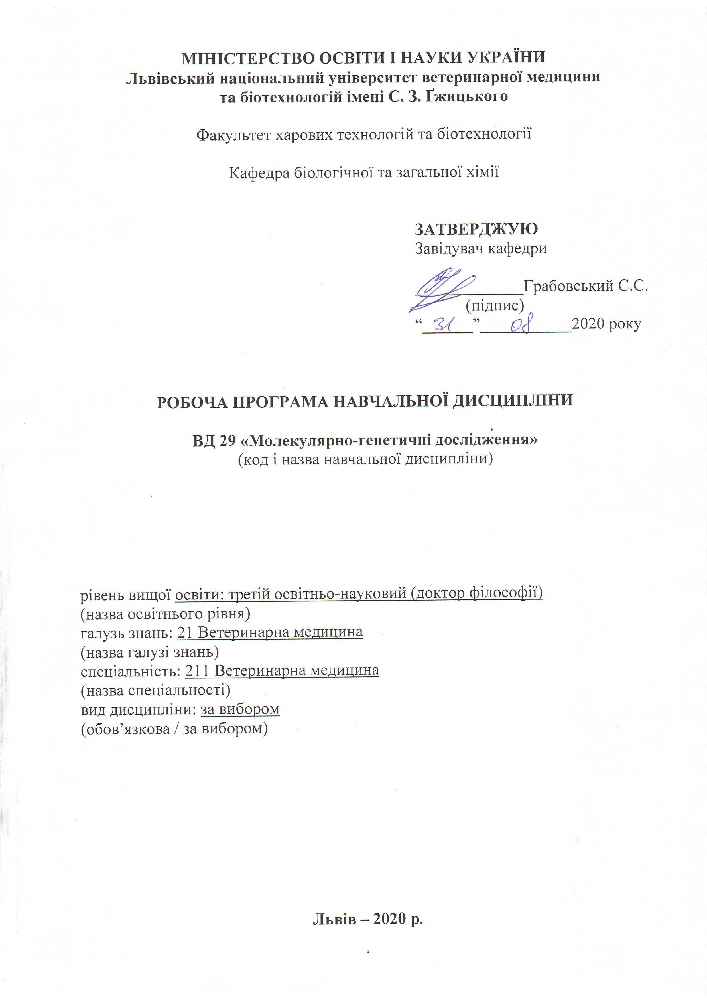 МІНІСТЕРСТВО ОСВІТИ І НАУКИ УКРАЇНИ
Львівський національний університет ветеринарної медицини
та біотехнологій імені С. З. Ґжицького
Факультет харових технологій та біотехнології
Кафедра біологічної та загальної хімії
ЗАТВЕРДЖУЮ
Завідувач кафедри
____________Грабовський С.С.
(підпис)
“ 31 ” 08 2020 року
РОБОЧА ПРОГРАМА НАВЧАЛЬНОЇ ДИСЦИПЛІНИ
ВД 29 «Молекулярно-генетичні дослідження»
(код і назва навчальної дисципліни)
рівень вищої освіти: третій освітньо-науковий (доктор філософії)
(назва освітнього рівня)
галузь знань: 21 Ветеринарна медицина
(назва галузі знань)
спеціальність: 211 Ветеринарна медицина
(назва спеціальності)
вид дисципліни: за вибором
(обов’язкова / за вибором)
Львів – 2020 р.